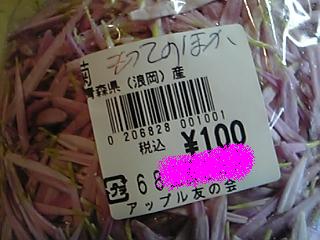 もってのほか
青森県（浪岡）産
0 206828 001001
税込 ¥100
68
アップル友の会